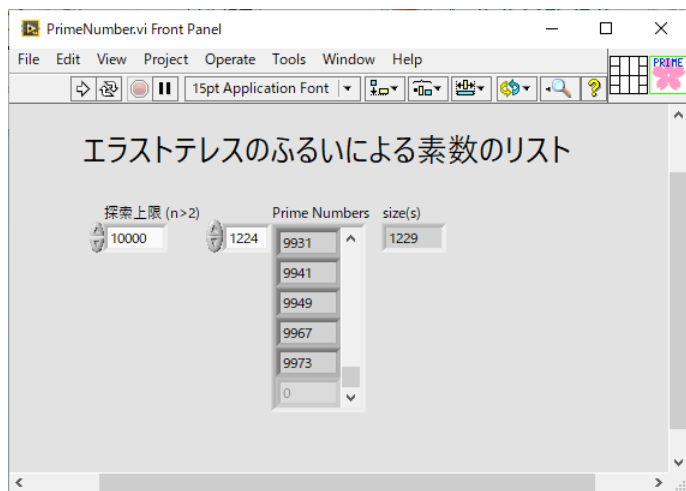 PrimeNumber.vi Front Panel
File Edit View Project Operate Tools Window Help
15pt Application Font
PRIME
エラストテレスのふるいによる素数のリスト
探索上限 (n>2) Prime Numbers size(s)
10000 1224 9931 1229
9941
9949
9967
9973
0